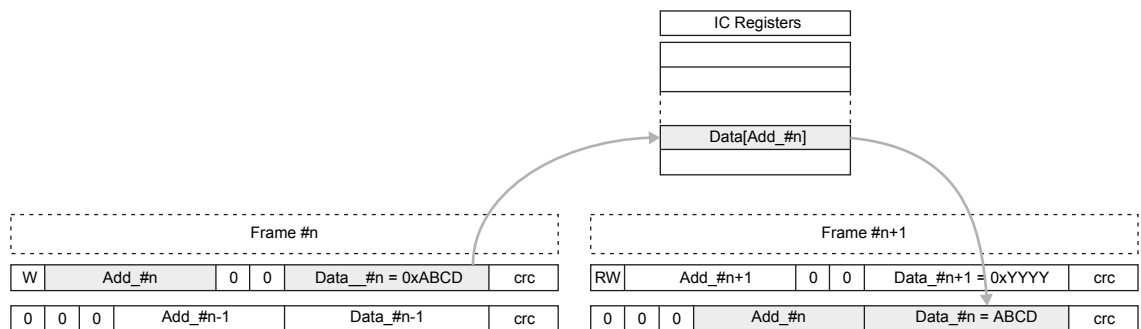 IC Registers
Data[Add_#n]
Frame #n
Frame #n+1
W Add_#n 0 0 Data__#n = 0xABCD crc
RW Add_#n+1 0 0 Data_#n+1 = 0xYYYY crc
0 0 0 Add_#n-1 Data_#n-1 crc
0 0 0 Add_#n Data_#n = ABCD crc